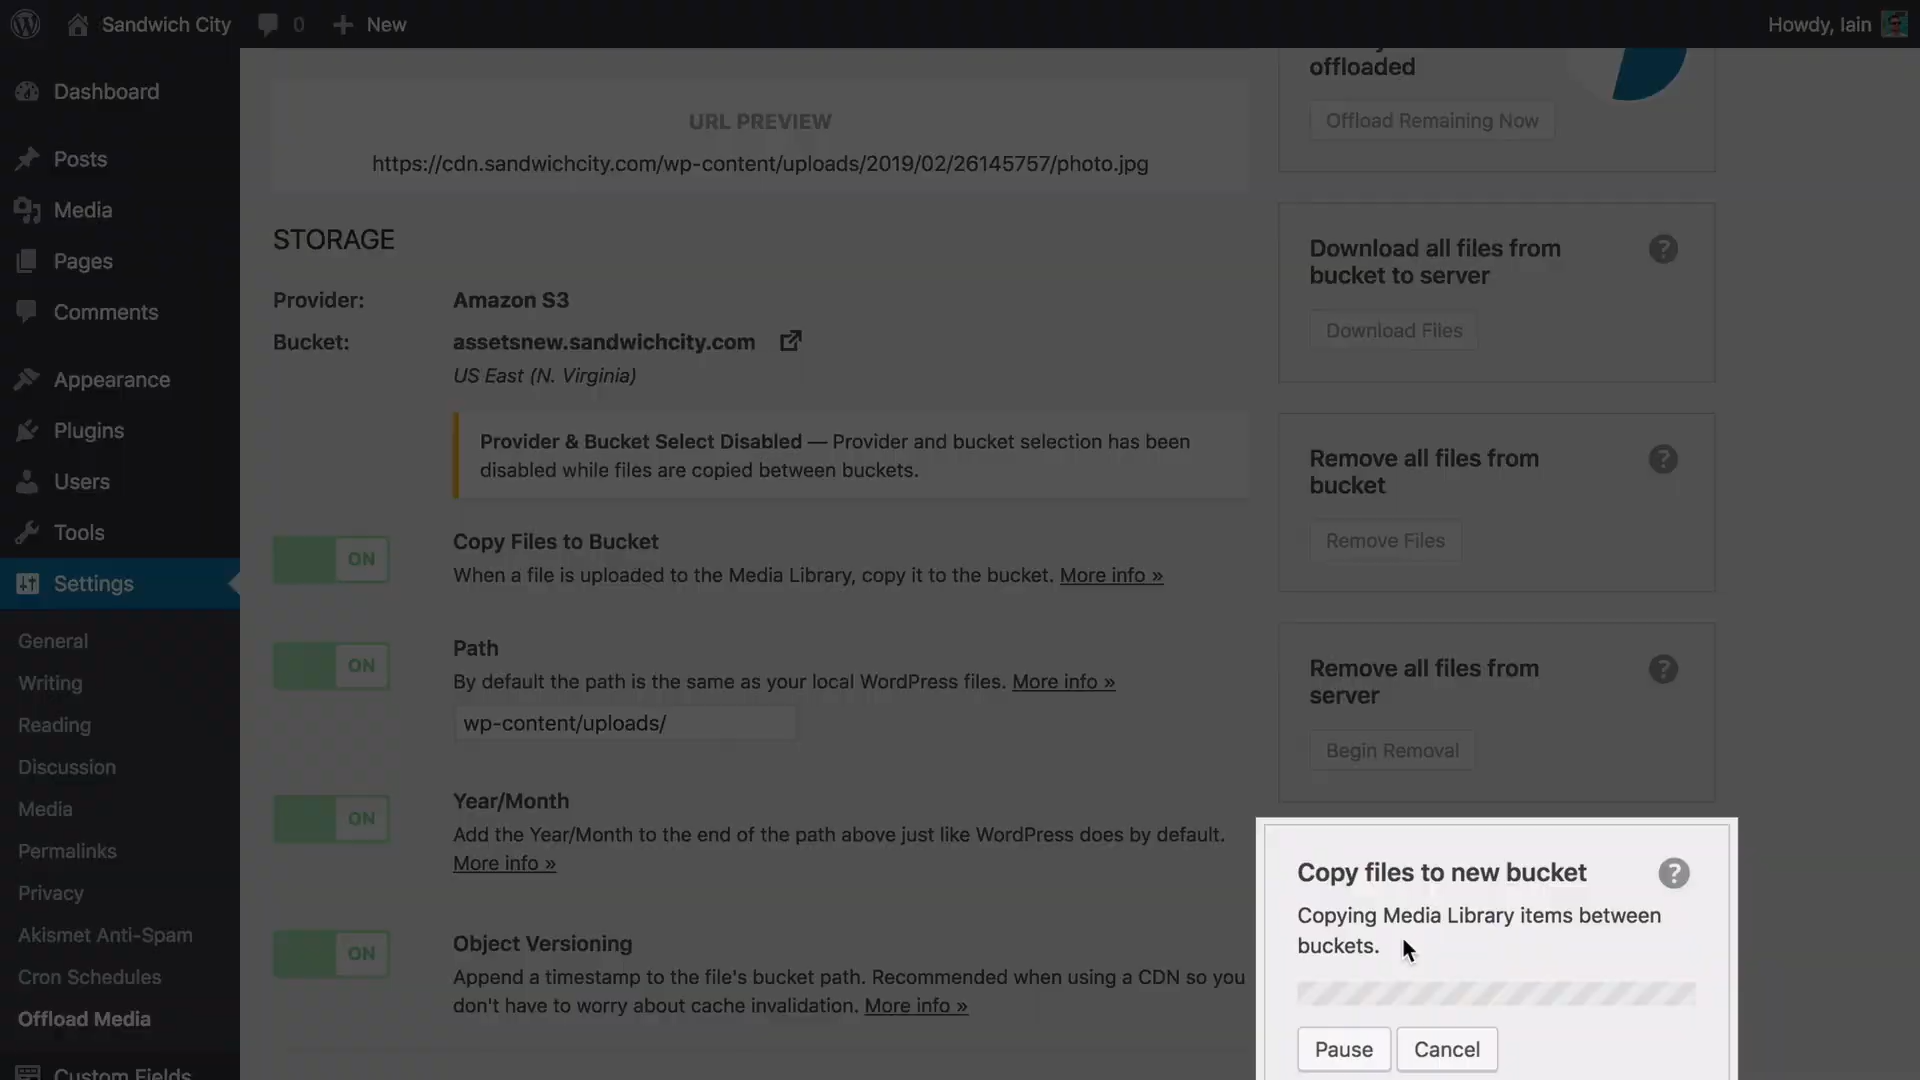 Sandwich City
0
New
Howdy, Iain
Dashboard
Posts
Media
Pages
Comments
Appearance
Plugins
Users
Tools
Settings
General
Writing
Reading
Discussion
Media
Permalinks
Privacy
Akismet Anti-Spam
Cron Schedules
Offload Media
Custom Fields
URL PREVIEW
https://cdn.sandwichcity.com/wp-content/uploads/2019/02/26145757/photo.jpg
STORAGE
Provider:
Amazon S3
Bucket:
assetsnew.sandwichcity.com
US East (N. Virginia)
Provider & Bucket Select Disabled — Provider and bucket selection has been
disabled while files are copied between buckets.
ON
Copy Files to Bucket
When a file is uploaded to the Media Library, copy it to the bucket. More info »
ON
Path
By default the path is the same as your local WordPress files. More info »
wp-content/uploads/
ON
Year/Month
Add the Year/Month to the end of the path above just like WordPress does by default.
More info »
ON
Object Versioning
Append a timestamp to the file's bucket path. Recommended when using a CDN so you
don't have to worry about cache invalidation. More info »
offloaded
Offload Remaining Now
Download all files from
bucket to server
?
Download Files
Remove all files from
bucket
?
Remove Files
Remove all files from
server
?
Begin Removal
Copy files to new bucket
?
Copying Media Library items between
buckets.
Pause
Cancel